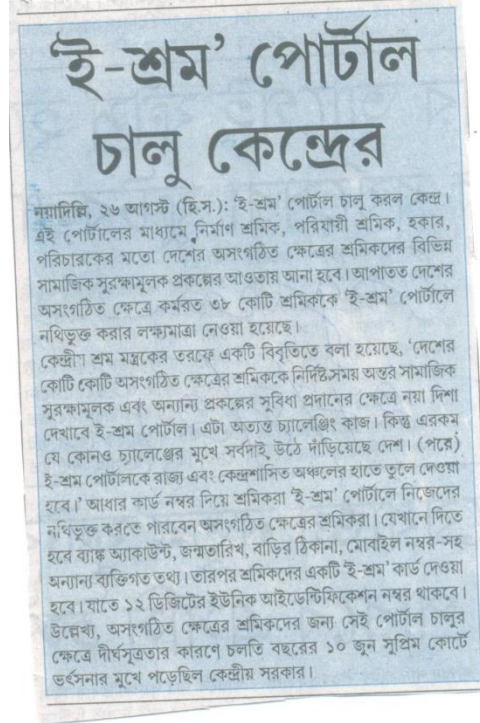 'ই-শ্রম' পোর্টাল
চালু কেন্দ্রের
নয়াদিল্লি, ২৬ আগস্ট (হি.স.): 'ই-শ্রম' পোর্টাল চালু করল কেন্দ্র।
এই পোর্টালের মাধ্যমে নির্মাণ শ্রমিক, পরিযায়ী শ্রমিক, হকার,
পরিচারকের মতো দেশের অসংগঠিত ক্ষেত্রের শ্রমিকদের বিভিন্ন
সামাজিক সুরক্ষামূলক প্রকল্পের আওতায় আনা হবে। আপাতত দেশের
অসংগঠিত ক্ষেত্রে কর্মরত ৩৮ কোটি শ্রমিককে 'ই-শ্রম' পোর্টালে
নথিভুক্ত করার লক্ষ্যমাত্রা নেওয়া হয়েছে।
কেন্দ্রীণ শ্রম মন্ত্রকের তরফে একটি বিবৃতিতে বলা হয়েছে, 'দেশের
কোটি কোটি অসংগঠিত ক্ষেত্রের শ্রমিককে নির্দিষ্ট সময় অন্তর সামাজিক
সুরক্ষামূলক এবং অন্যান্য প্রকল্পের সুবিধা প্রদানের ক্ষেত্রে নয়া দিশা
দেখাবে ই-শ্রম পোর্টাল। এটা অত্যন্ত চ্যালেঞ্জিং কাজ। কিন্তু এরকম
যে কোনও চ্যালেঞ্জের মুখে সর্বদাই উঠে দাঁড়িয়েছে দেশ। (পরে)
ই-শ্রম পোর্টালকে রাজ্য এবং কেন্দ্রশাসিত অঞ্চলের হাতে তুলে দেওয়া
হবে।' আধার কার্ড নম্বর দিয়ে শ্রমিকরা 'ই-শ্রম' পোর্টালে নিজেদের
নথিভুক্ত করতে পারবেন অসংগঠিত ক্ষেত্রের শ্রমিকরা। যেখানে দিতে
হবে ব্যাঙ্ক অ্যাকাউন্ট, জন্মতারিখ, বাড়ির ঠিকানা, মোবাইল নম্বর-সহ
অন্যান্য ব্যক্তিগত তথ্য। তারপর শ্রমিকদের একটি 'ই-শ্রম' কার্ড দেওয়া
হবে। যাতে ১২ ডিজিটের ইউনিক আইডেন্টিফিকেশন নম্বর থাকবে।
উল্লেখ্য, অসংগঠিত ক্ষেত্রের শ্রমিকদের জন্য সেই পোর্টাল চালুর
ক্ষেত্রে দীর্ঘসূত্রতার কারণে চলতি বছরের ১০ জুন সুপ্রিম কোর্টে
ভর্ৎসনার মুখে পড়েছিল কেন্দ্রীয় সরকার।